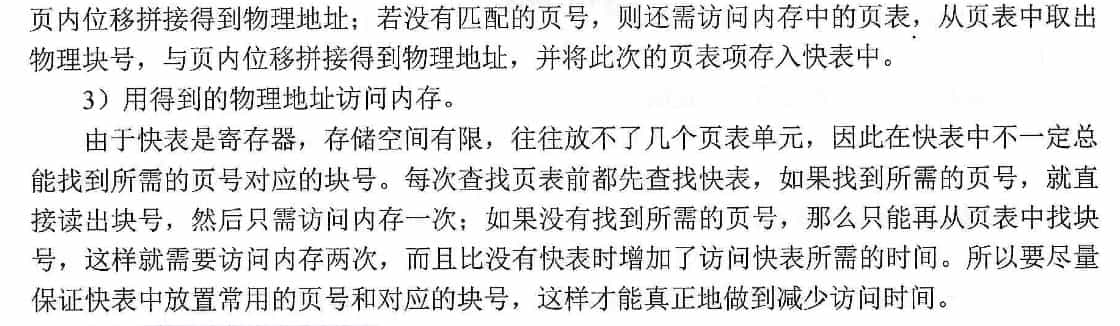 页内位移拼接得到物理地址；若没有匹配的页号，则还需访问内存中的页表，从页表中取出
物理块号，与页内位移拼接得到物理地址，并将此次的页表项存入快表中。
3）用得到的物理地址访问内存。
由于快表是寄存器，存储空间有限，往往放不了几个页表单元，因此在快表中不一定总
能找到所需的页号对应的块号。每次查找页表前都先查找快表，如果找到所需的页号，就直
接读出块号，然后只需访问内存一次；如果没有找到所需的页号，那么只能再从页表中找块
号，这样就需要访问内存两次，而且比没有快表时增加了访问快表所需的时间。所以要尽量
保证快表中放置常用的页号和对应的块号，这样才能真正地做到减少访问时间。